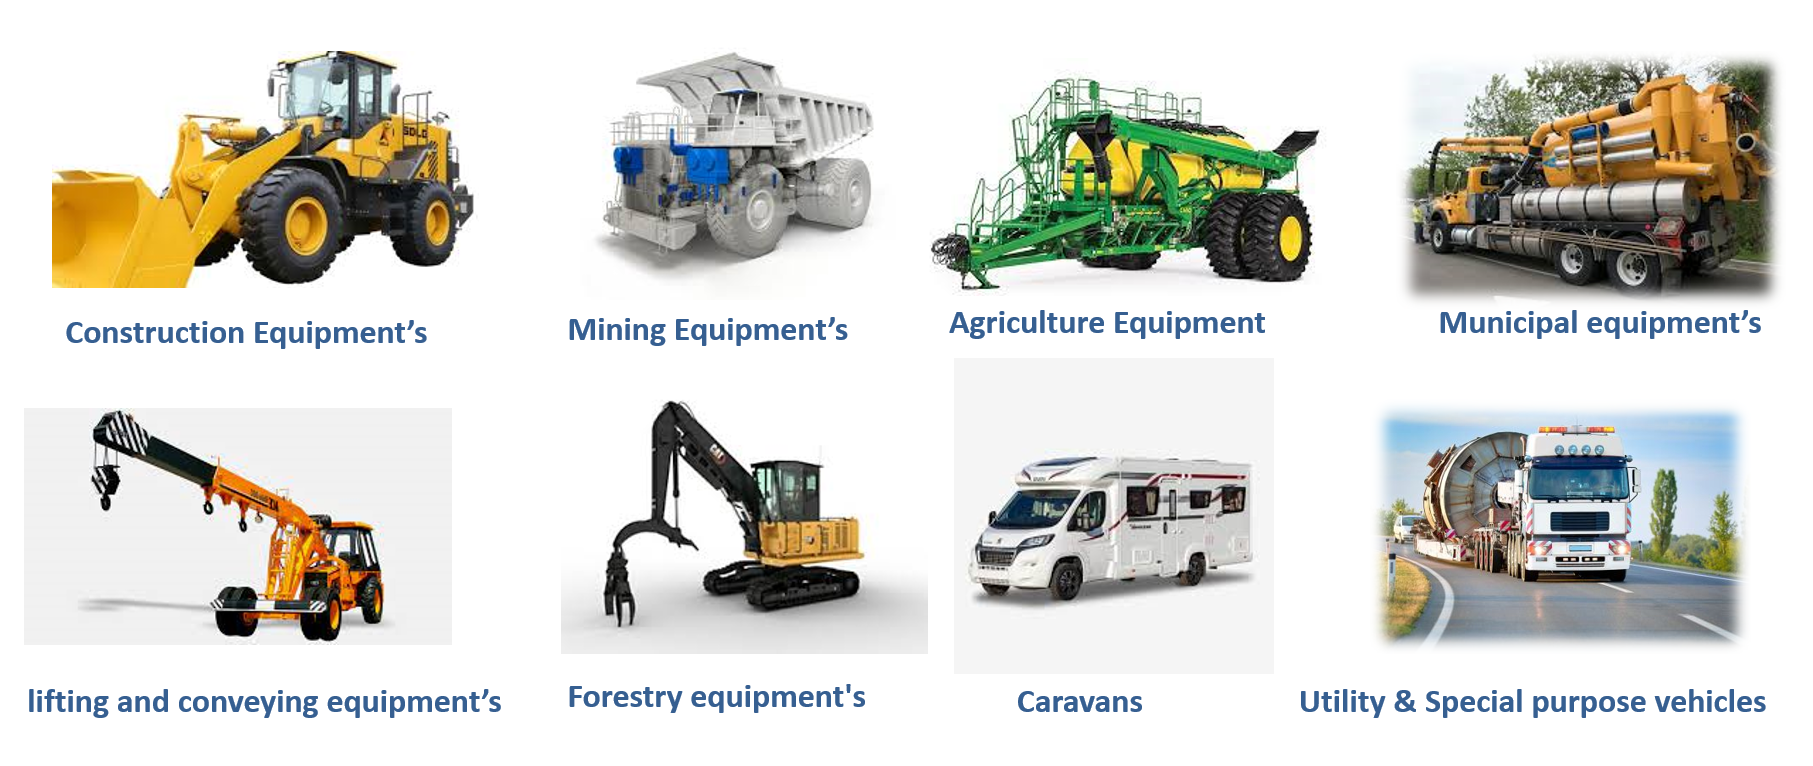 SDLG
Construction Equipment’s
Mining Equipment’s
Agriculture Equipment
Municipal equipment’s
CAT
lifting and conveying equipment’s
Forestry equipment's
Caravans
Utility & Special purpose vehicles